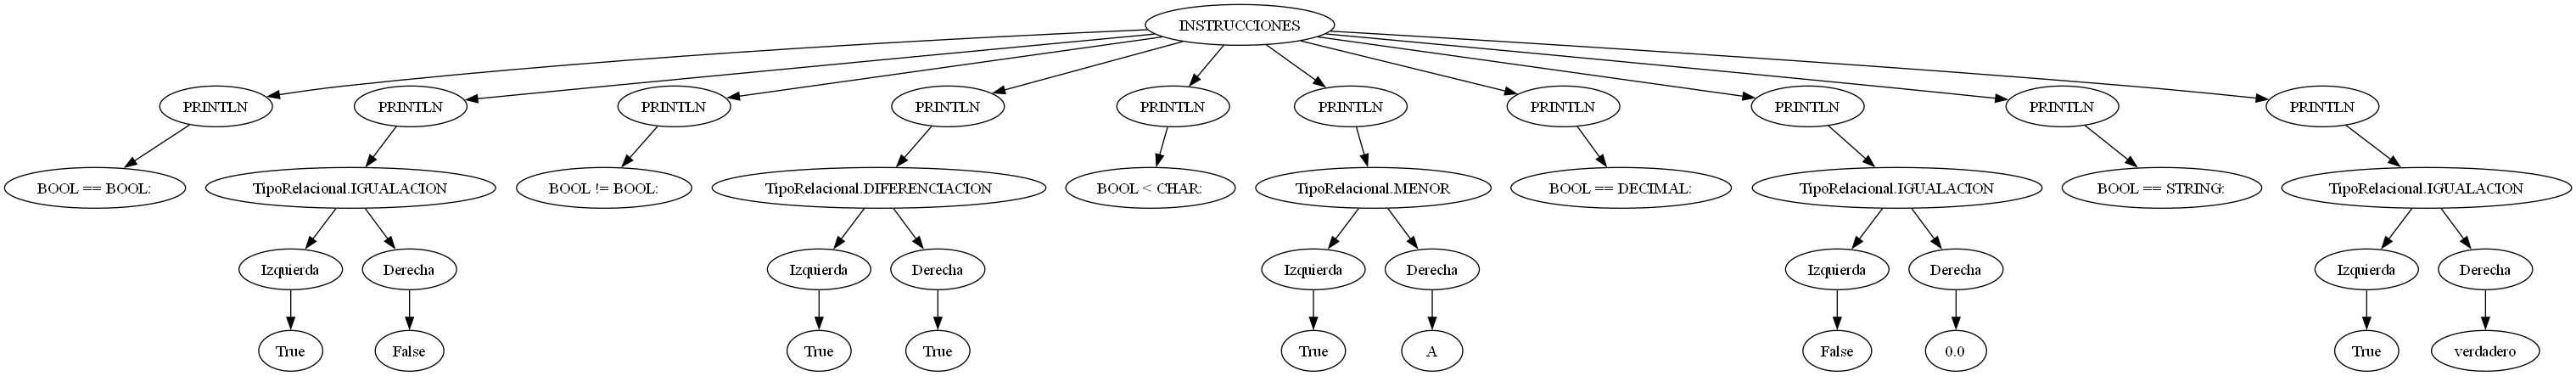 INSTRUCCIONES
PRINTLN PRINTLN PRINTLN PRINTLN PRINTLN PRINTLN PRINTLN PRINTLN PRINTLN PRINTLN
BOOL == BOOL: TipoRelacional.IGUALACION BOOL != BOOL: TipoRelacional.DIFERENCIACION BOOL < CHAR: TipoRelacional.MENOR BOOL == DECIMAL: TipoRelacional.IGUALACION BOOL == STRING: TipoRelacional.IGUALACION
Izquierda Derecha Izquierda Derecha Izquierda Derecha Izquierda Derecha Izquierda Derecha
True False True True True A False 0.0 True verdadero